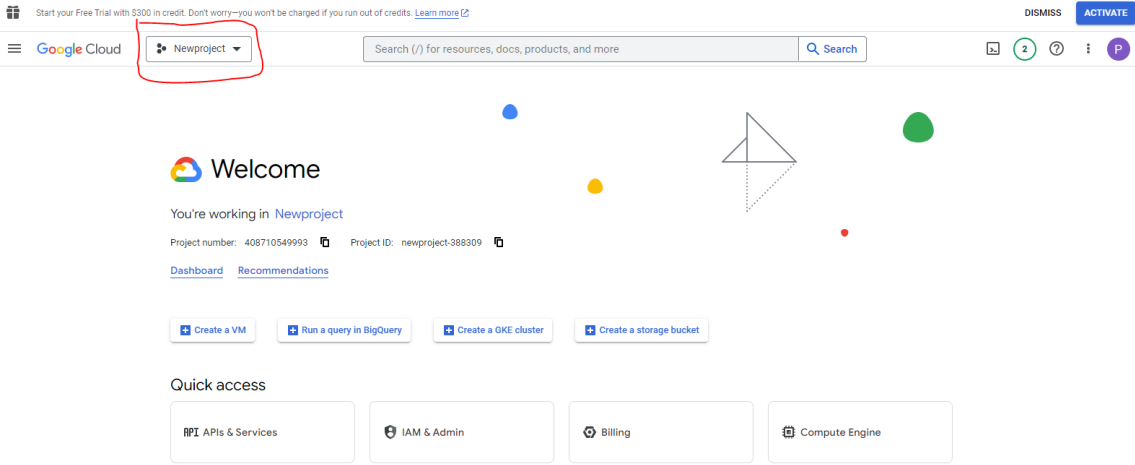 Start your Free Trial with $300 in credit. Don't worry—you won't be charged if you run out of credits. Learn more DISMISS ACTIVATE
Google Cloud Newproject Search (/) for resources, docs, products, and more Search 2 P
Welcome
You're working in Newproject
Project number: 408710549993 Project ID: newproject-388309
Dashboard Recommendations
Create a VM Run a query in BigQuery Create a GKE cluster Create a storage bucket
Quick access
API APIs & Services IAM & Admin Billing Compute Engine